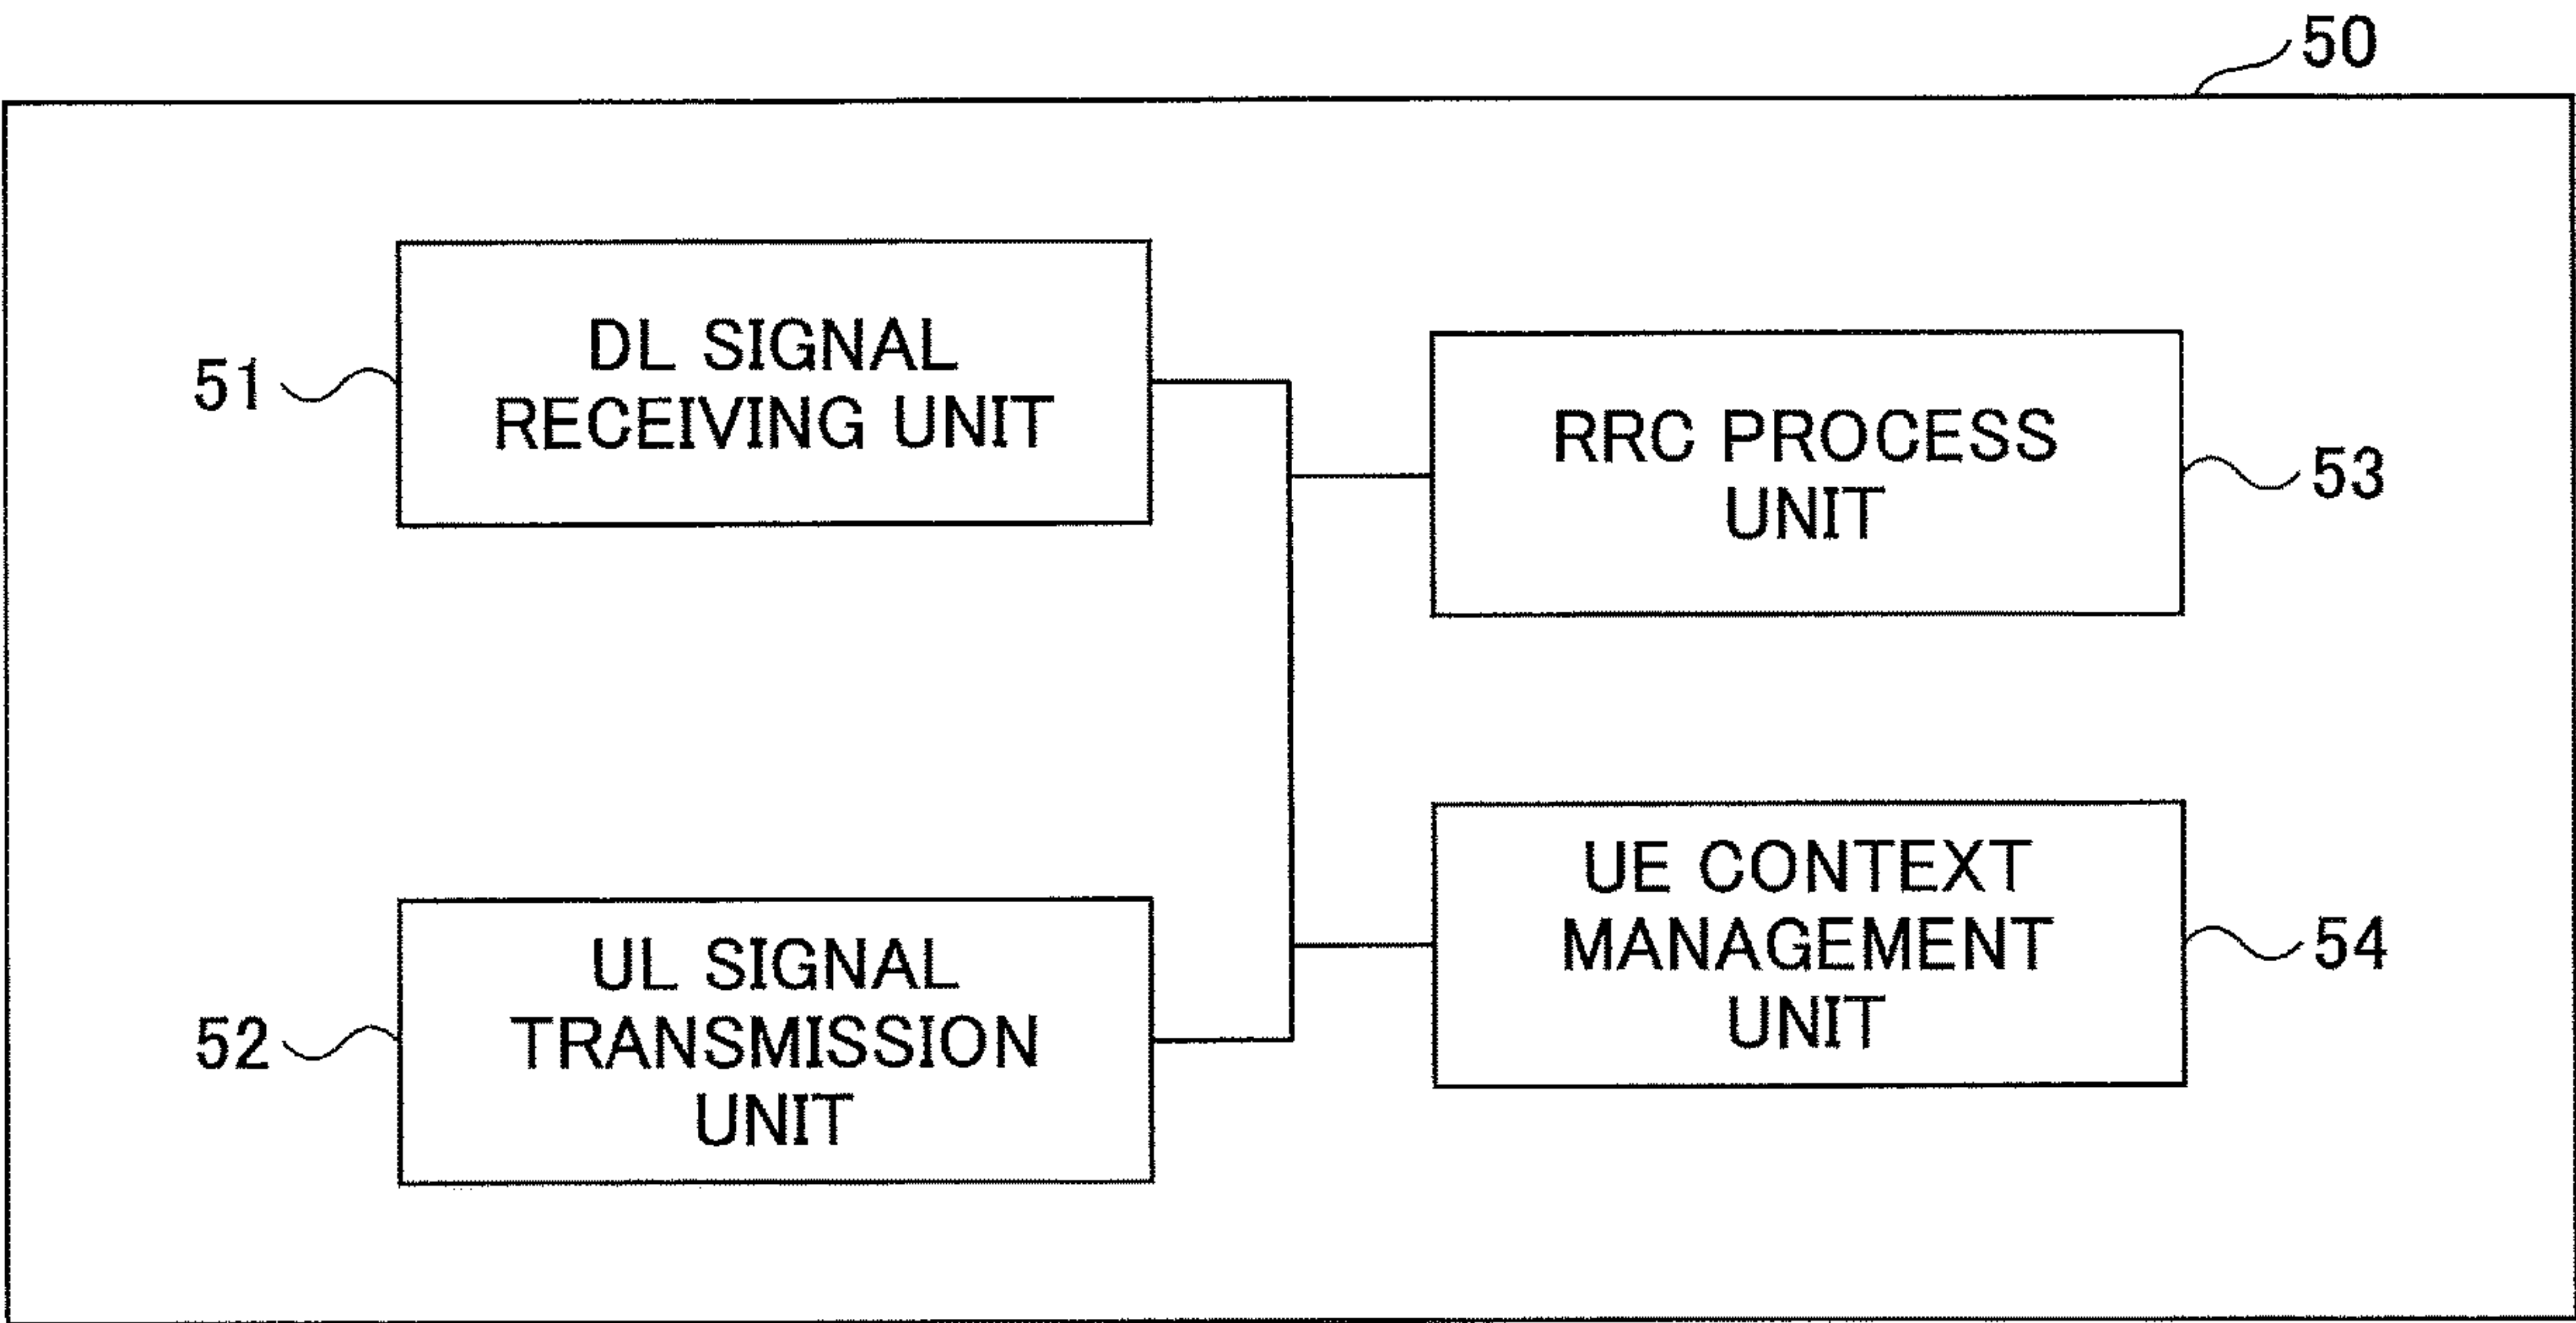 50
51
DL SIGNAL
RECEIVING UNIT
RRC PROCESS
UNIT
53
52
UL SIGNAL
TRANSMISSION
UNIT
UE CONTEXT
MANAGEMENT
UNIT
54